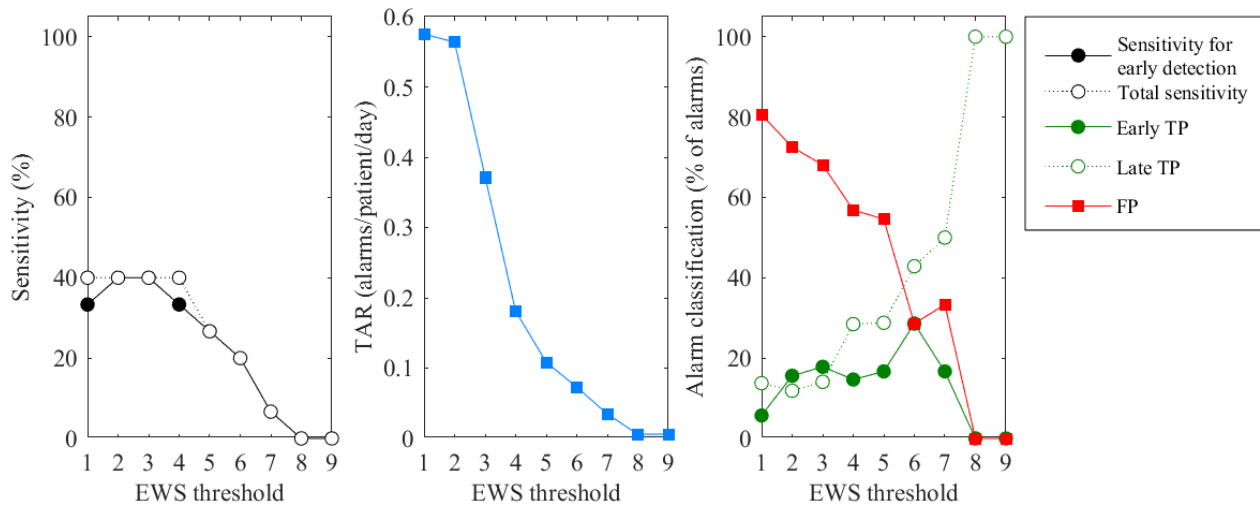 Sensitivity (%)
100
80
60
40
20
0
1 2 3 4 5 6 7 8 9
EWS threshold
TAR (alarms/patient/day)
0.6
0.5
0.4
0.3
0.2
0.1
0
1 2 3 4 5 6 7 8 9
EWS threshold
Alarm classification (% of alarms)
100
80
60
40
20
0
1 2 3 4 5 6 7 8 9
EWS threshold
Sensitivity for
early detection
Total sensitivity
Early TP
Late TP
FP